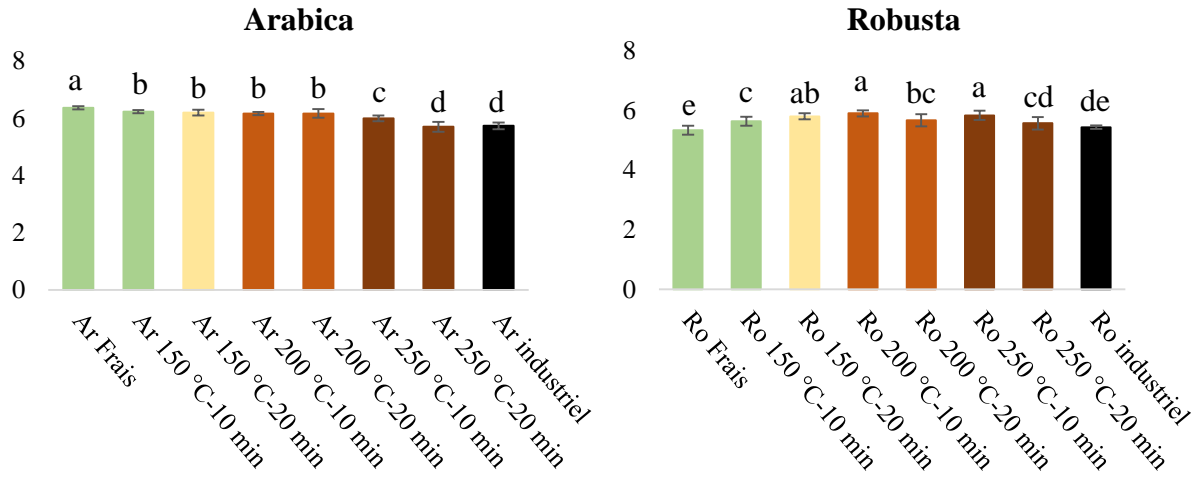 Arabica
8
6
4
2
0
a
b
b
b
b
c
d
d
Ar Frais
Ar 150 °C-10 min
Ar 150 °C-20 min
Ar 200 °C-10 min
Ar 200 °C-20 min
Ar 250 °C-10 min
Ar 250 °C-20 min
Ar industriel
Robusta
8
6
4
2
0
e
c
ab
a
bc
a
cd
de
Ro Frais
Ro 150 °C-10 min
Ro 150 °C-20 min
Ro 200 °C-10 min
Ro 200 °C-20 min
Ro 250 °C-10 min
Ro 250 °C-20 min
Ro industriel